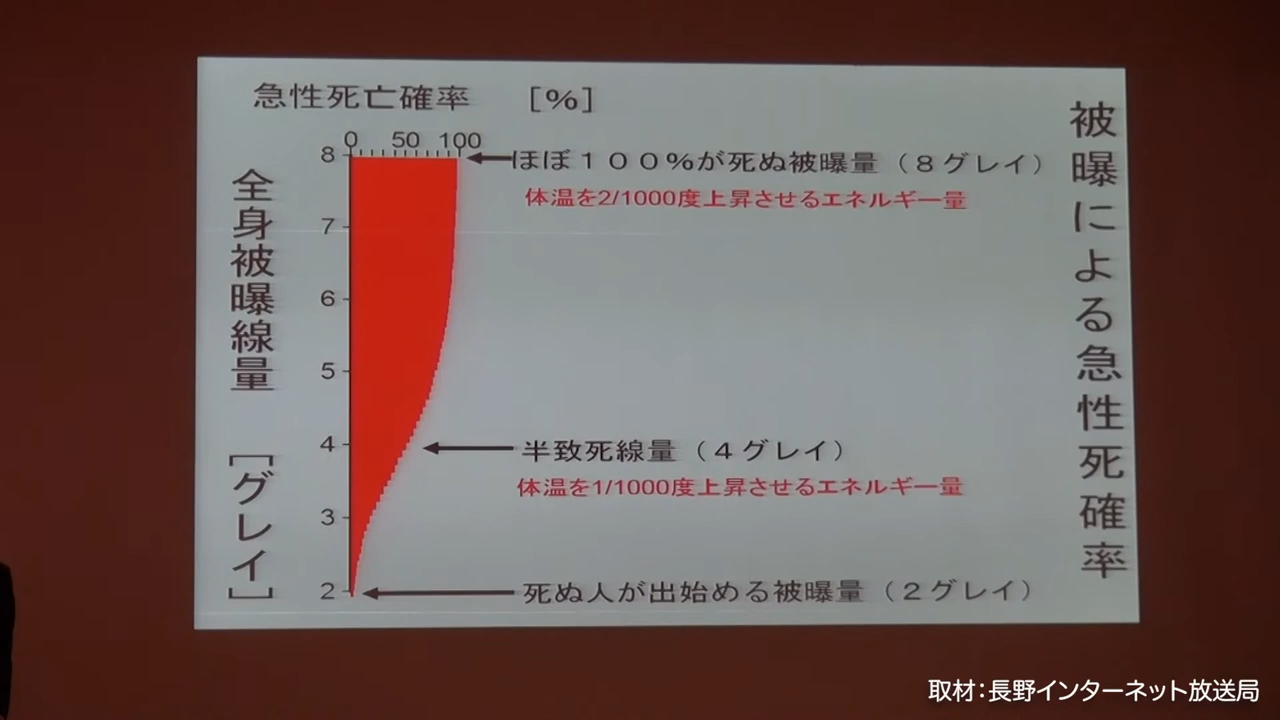 被曝による急性死確率
急性死亡確率 [%]
0 50 100
全身被曝線量 [グレイ]
8
7
6
5
4
3
2
ほぼ１００%が死ぬ被曝量（８グレイ）
体温を2/1000度上昇させるエネルギー量
半致死線量（４グレイ）
体温を1/1000度上昇させるエネルギー量
死ぬ人が出始める被曝量（２グレイ）
取材：長野インターネット放送局